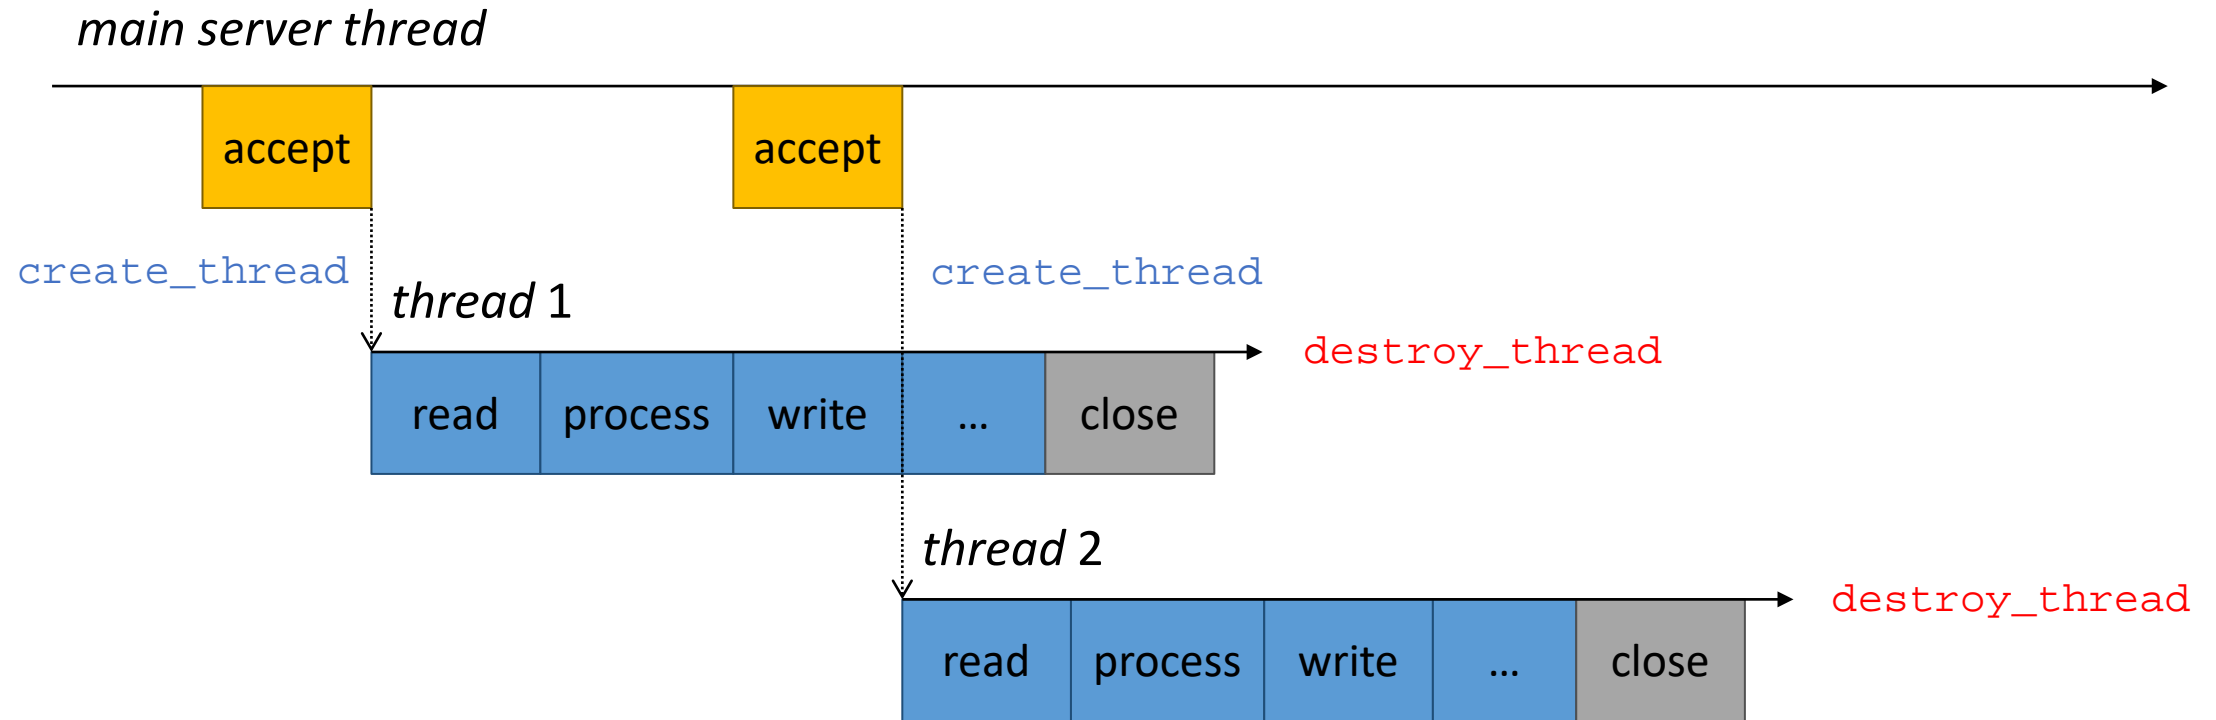 main server thread
accept
accept
create_thread
create_thread
thread 1
destroy_thread
read
process
write
...
close
thread 2
destroy_thread
read
process
write
...
close